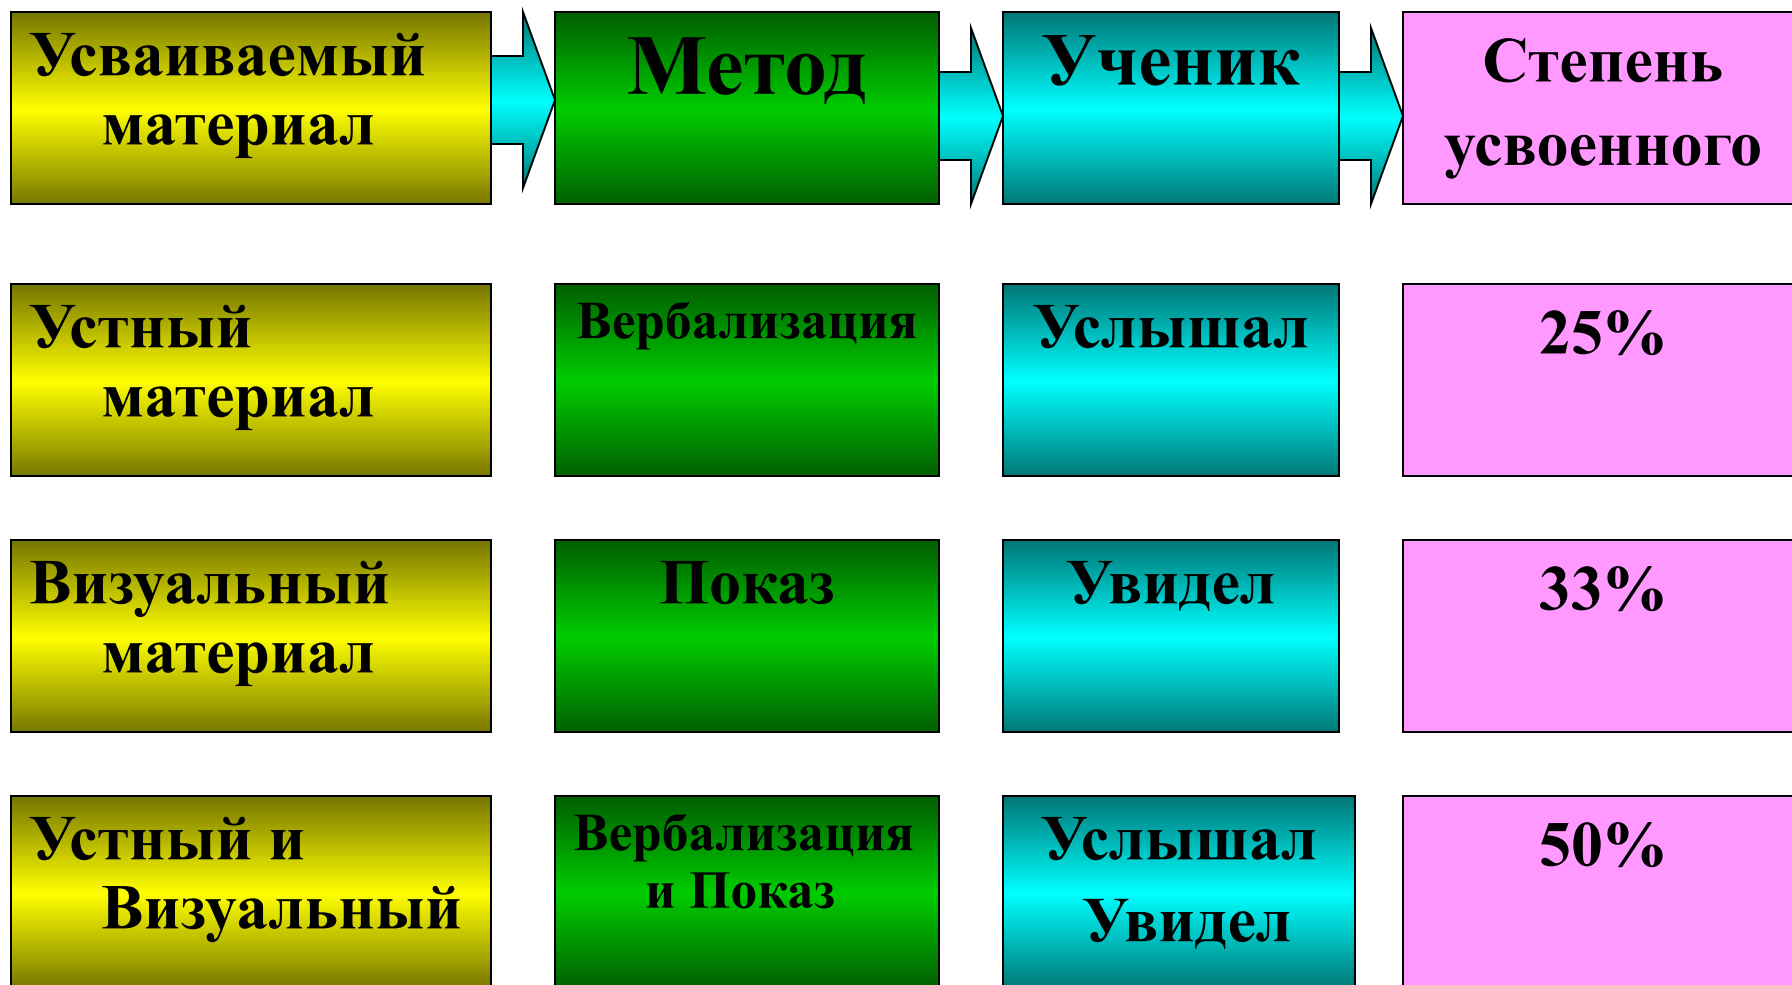 Усваиваемый
материал
Метод
Ученик
Степень
усвоенного
Устный
материал
Вербализация
Услышал
25%
Визуальный
материал
Показ
Увидел
33%
Устный и
Визуальный
Вербализация
и Показ
Услышал
Увидел
50%